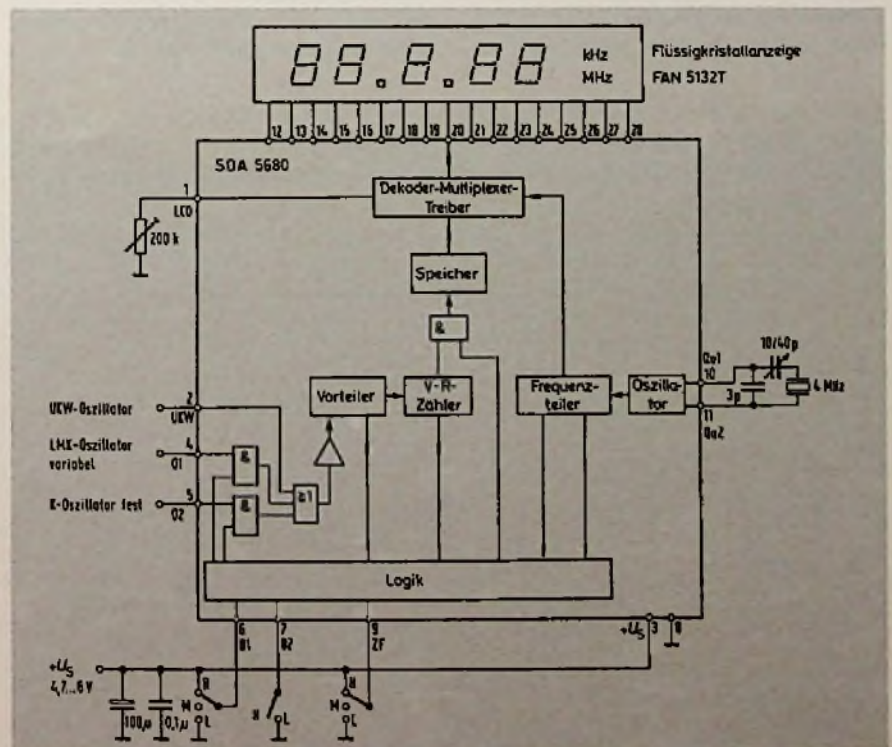 88.8.88
kHz Flüssigkristallanzeige
MHz FAN 5132T
12 13 14 15 16 17 18 19 20 21 22 23 24 25 26 27 28
SDA 5680
1
LCD
200 k
Dekoder-Multiplexer-
Treiber
Speicher
&
Qu1
10
10/40p
3p
4 MHz
11
Qu2
Vorteiler
V-R-
Zähler
Frequenz-
teiler
Oszilla-
tor
UKW-Oszillator
2
UKW
LMK-Oszillator
variabel
4
O1
&
K-Oszillator fest
5
O2
&
≥1
Logik
6
B1
7
B2
9
ZF
+Us
3
8
+Us
4,7...6 V
100µ
0,1µ
H
M
L
H
L
H
M
L